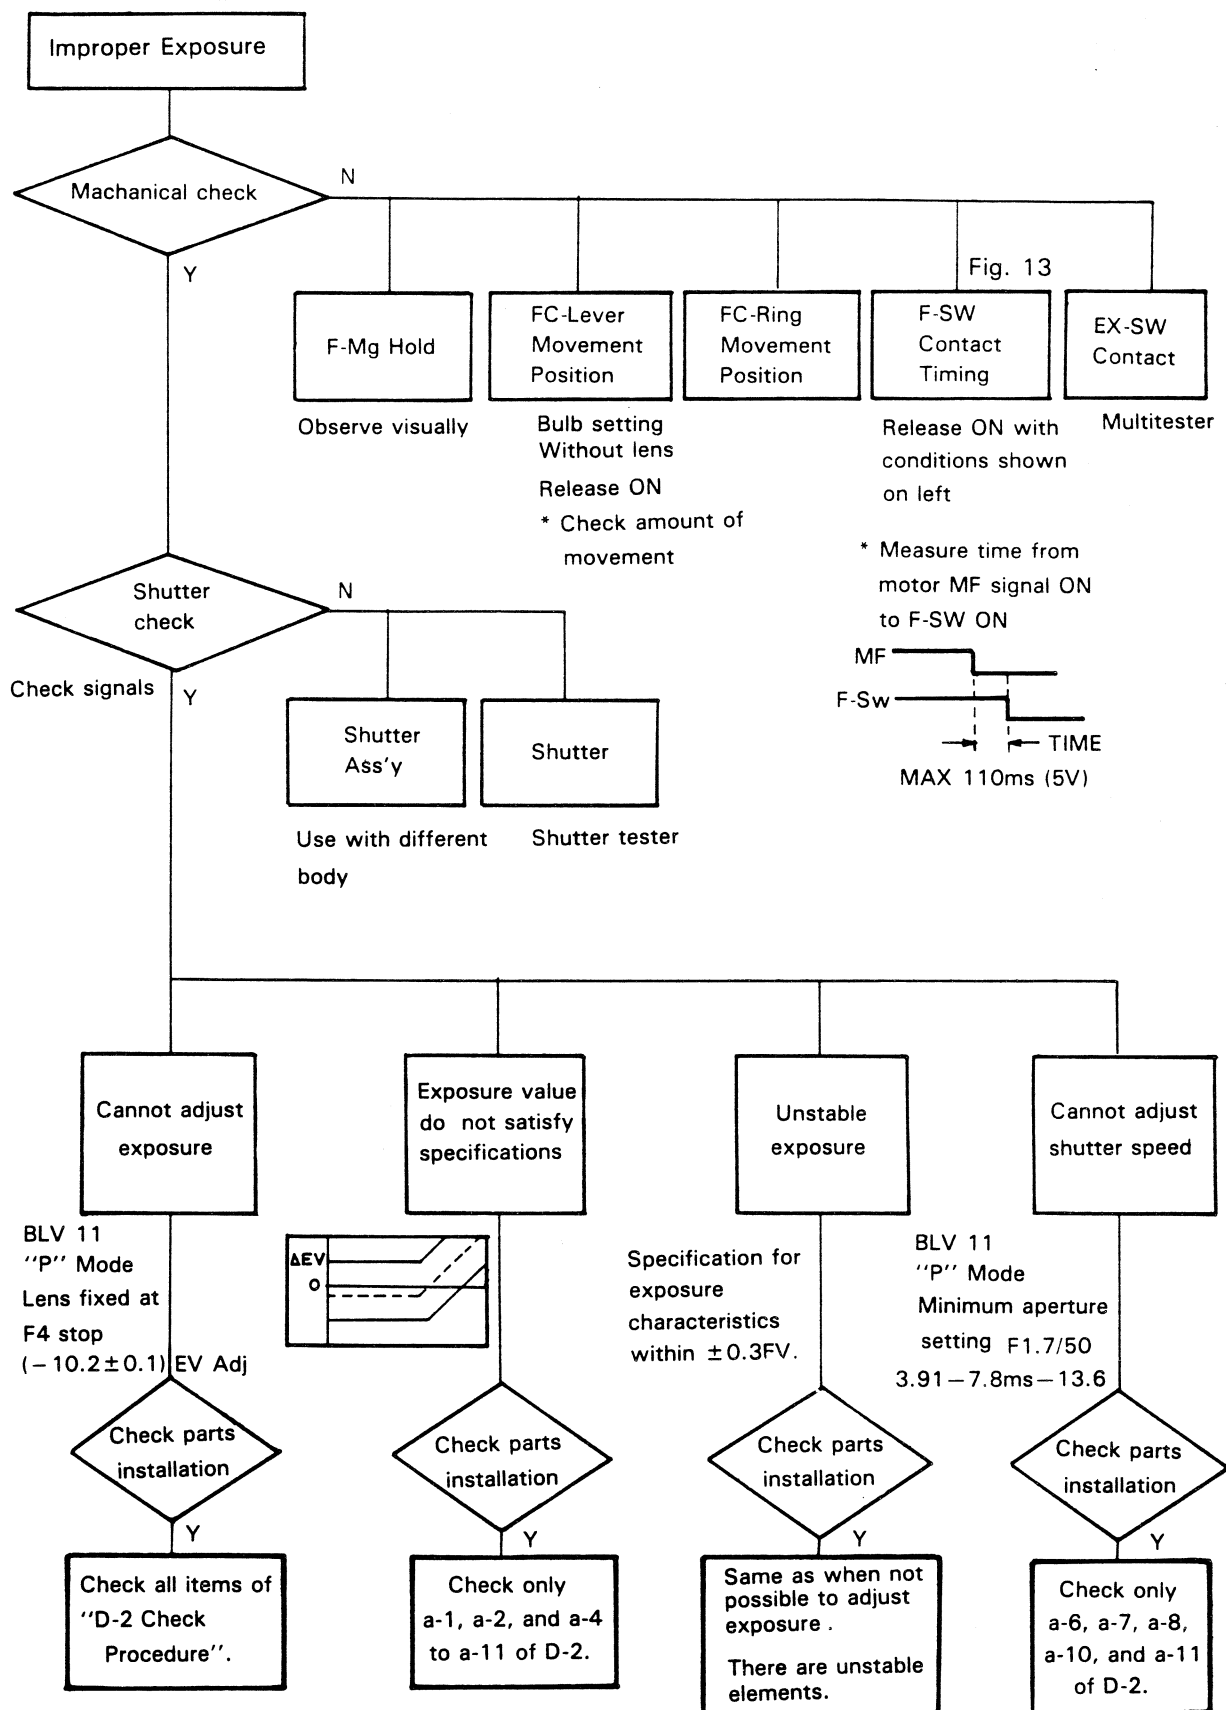 Improper Exposure
Machanical check
N
Y
Fig. 13
F-Mg Hold
FC-Lever
Movement
Position
FC-Ring
Movement
Position
F-SW
Contact
Timing
EX-SW
Contact
Observe visually
Bulb setting
Without lens
Release ON
* Check amount of
movement
Release ON with
conditions shown
on left
* Measure time from
motor MF signal ON
to F-SW ON
MF
F-Sw
TIME
MAX 110ms (5V)
Multitester
Shutter
check
N
Check signals
Y
Shutter
Ass'y
Shutter
Use with different
body
Shutter tester
Cannot adjust
exposure
Exposure value
do not satisfy
specifications
Unstable
exposure
Cannot adjust
shutter speed
BLV 11
"P" Mode
Lens fixed at
F4 stop
(−10.2±0.1) EV Adj
ΔEV
0
Specification for
exposure
characteristics
within ±0.3FV.
BLV 11
"P" Mode
Minimum aperture
setting F1.7/50
3.91−7.8ms−13.6
Check parts
installation
Check parts
installation
Check parts
installation
Check parts
installation
Y
Y
Y
Y
Check all items of
"D-2 Check
Procedure".
Check only
a-1, a-2, and a-4
to a-11 of D-2.
Same as when not
possible to adjust
exposure .
There are unstable
elements.
Check only
a-6, a-7, a-8,
a-10, and a-11
of D-2.